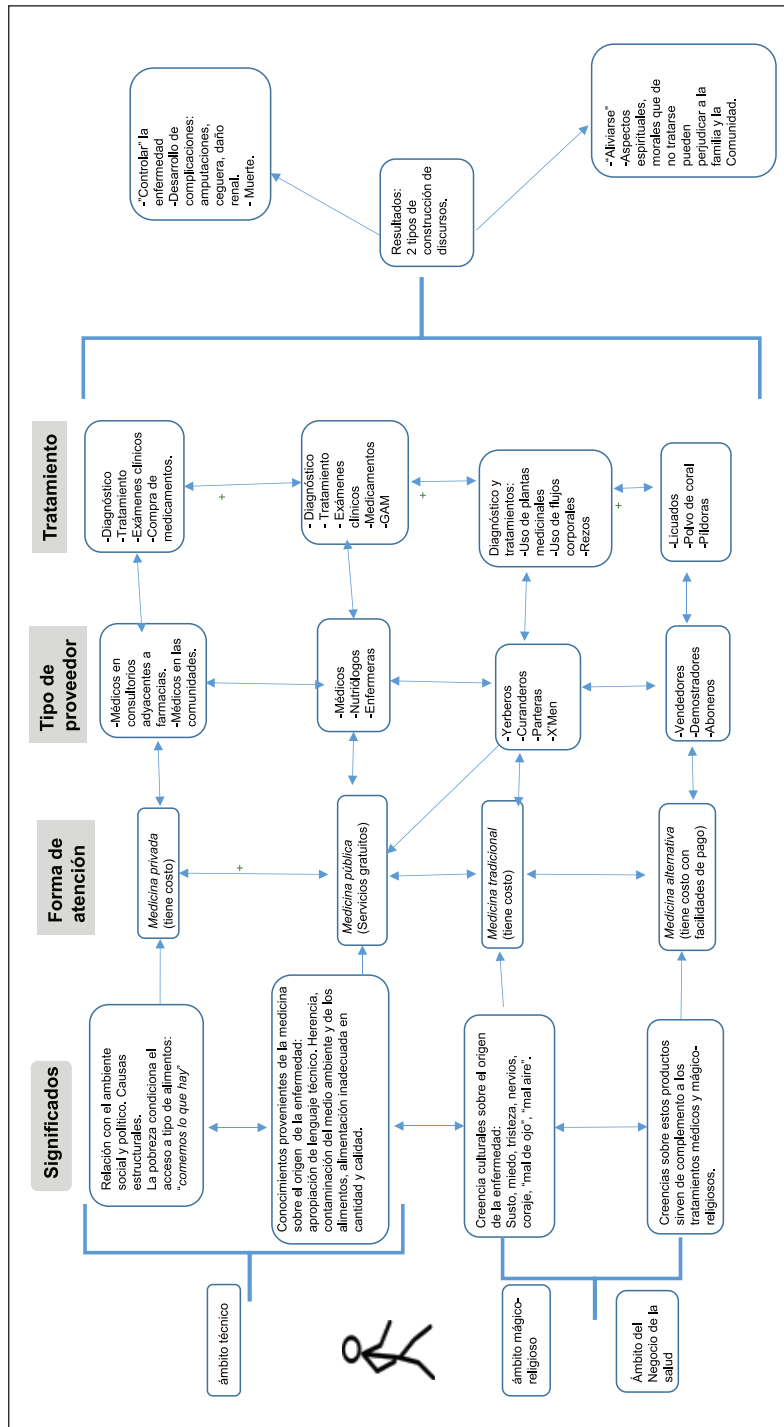 Significados
Forma de
atención
Tipo de
proveedor
Tratamiento
ámbito técnico
Relación con el ambiente
social y político. Causas
estructurales.
La pobreza condiciona el
acceso a tipo de alimentos:
“comemos lo que hay”
Medicina privada
(tiene costo)
-Médicos en
consultorios
adyacentes a
farmacias.
-Médicos en las
comunidades.
-Diagnóstico
-Tratamiento
-Exámenes clínicos
-Compra de
medicamentos.
+
+
Conocimientos provenientes de la medicina
sobre el origen de la enfermedad:
apropiación de lenguaje técnico. Herencia,
contaminación del medio ambiente y de los
alimentos, alimentación inadecuada en
cantidad y calidad.
Medicina pública
(Servicios gratuitos)
-Médicos
-Nutriólogos
-Enfermeras
- Diagnóstico
- Tratamiento
- Exámenes
clínicos
-Medicamentos
-GAM
+
ámbito mágico-
religioso
Creencia culturales sobre el origen
de la enfermedad:
Susto, miedo, tristeza, nervios,
coraje, “mal de ojo”, “mal aire”.
Medicina tradicional
(tiene costo)
-Yerberos
-Curanderos
-Parteras
-X’Men
Diagnóstico y
tratamientos:
-Uso de plantas
medicinales
-Uso de flujos
corporales
-Rezos
+
Ámbito del
Negocio de la
salud
Creencias sobre estos productos
sirven de complemento a los
tratamientos médicos y mágico-
religiosos.
Medicina alternativa
(tiene costo con
facilidades de pago)
-Vendedores
-Demostradores
-Aboneros
-Licuados
-Polvo de coral
-Píldoras
Resultados:
2 tipos de
construcción de
discursos.
-“Controlar” la
enfermedad
-Desarrollo de
complicaciones:
amputaciones,
ceguera, daño
renal.
- Muerte.
-“Aliviarse”
-Aspectos
espirituales,
morales que de
no tratarse
pueden
perjudicar a la
familia y la
Comunidad.